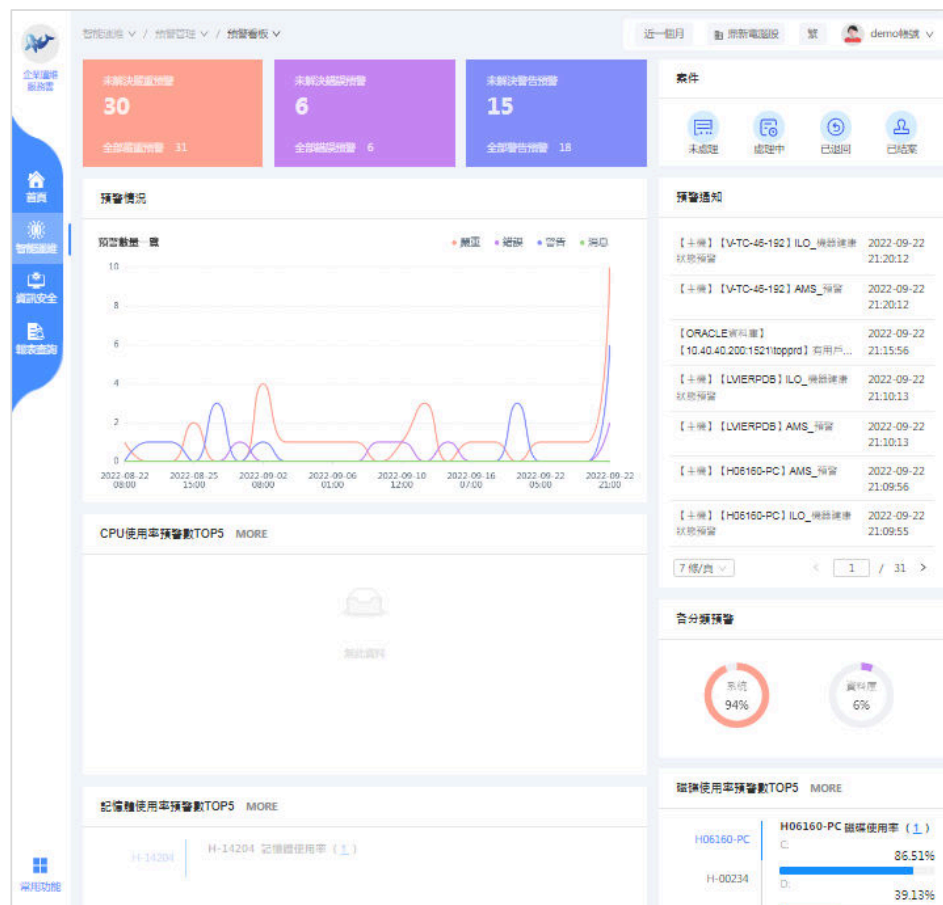 企業運維
服務雲
首頁
智能運維
資訊安全
報表查詢
常用功能
智能運維 / 預警管理 / 預警看板
近一個月
鼎新電腦股
繁
demo帳號
未解決嚴重預警
30
全部嚴重預警 31
未解決錯誤預警
6
全部錯誤預警 6
未解決警告預警
15
全部警告預警 18
案件
未處理
處理中
已退回
已結案
預警情況
預警數量一覽
嚴重 錯誤 警告 消息
10
8
6
4
2
0
2022-08-22 2022-08-25 2022-09-02 2022-09-06 2022-09-10 2022-09-16 2022-09-22 2022-09-22
08:00 15:00 08:00 01:00 12:00 07:00 05:00 21:00
預警通知
【主機】【V-TC-46-192】ILO_機器健康 2022-09-22
狀態預警 21:20:12
【主機】【V-TC-46-192】AMS_預警 2022-09-22
21:20:12
【ORACLE資料庫】 2022-09-22
【10.40.40.200:1521\topprd】有用戶... 21:15:56
【主機】【LVIERPDB】ILO_機器健康 2022-09-22
狀態預警 21:10:13
【主機】【LVIERPDB】AMS_預警 2022-09-22
21:10:13
【主機】【H06160-PC】AMS_預警 2022-09-22
21:09:56
【主機】【H06160-PC】ILO_機器健康 2022-09-22
狀態預警 21:09:55
7 條/頁
< 1 / 31 >
CPU使用率預警數TOP5 MORE
無此資料
各分類預警
系統
94%
資料庫
6%
記憶體使用率預警數TOP5 MORE
H-14204
H-14204 記憶體使用率 ( 1 )
磁碟使用率預警數TOP5 MORE
H06160-PC
H-00234
H06160-PC 磁碟使用率 ( 1 )
C:
86.51%
D:
39.13%